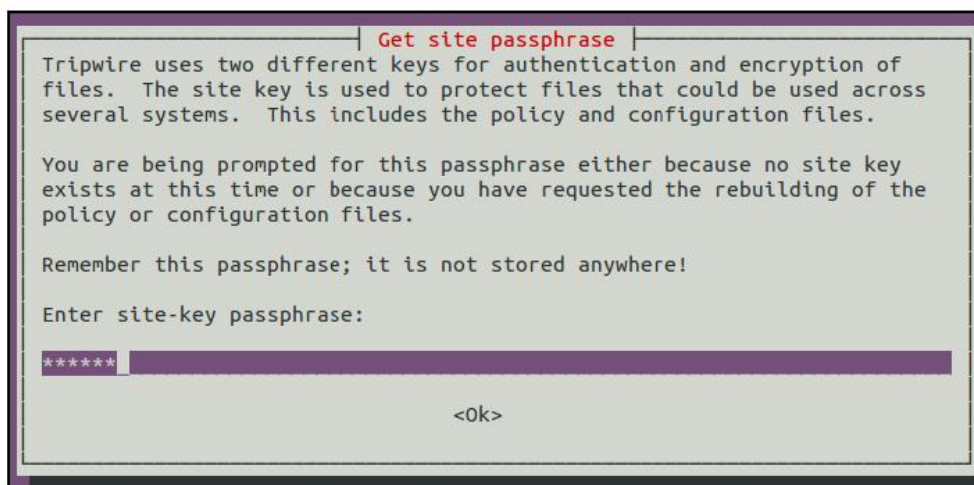 Get site passphrase
Tripwire uses two different keys for authentication and encryption of
files.  The site key is used to protect files that could be used across
several systems.  This includes the policy and configuration files.
You are being prompted for this passphrase either because no site key
exists at this time or because you have requested the rebuilding of the
policy or configuration files.
Remember this passphrase; it is not stored anywhere!
Enter site-key passphrase:
******_
<Ok>